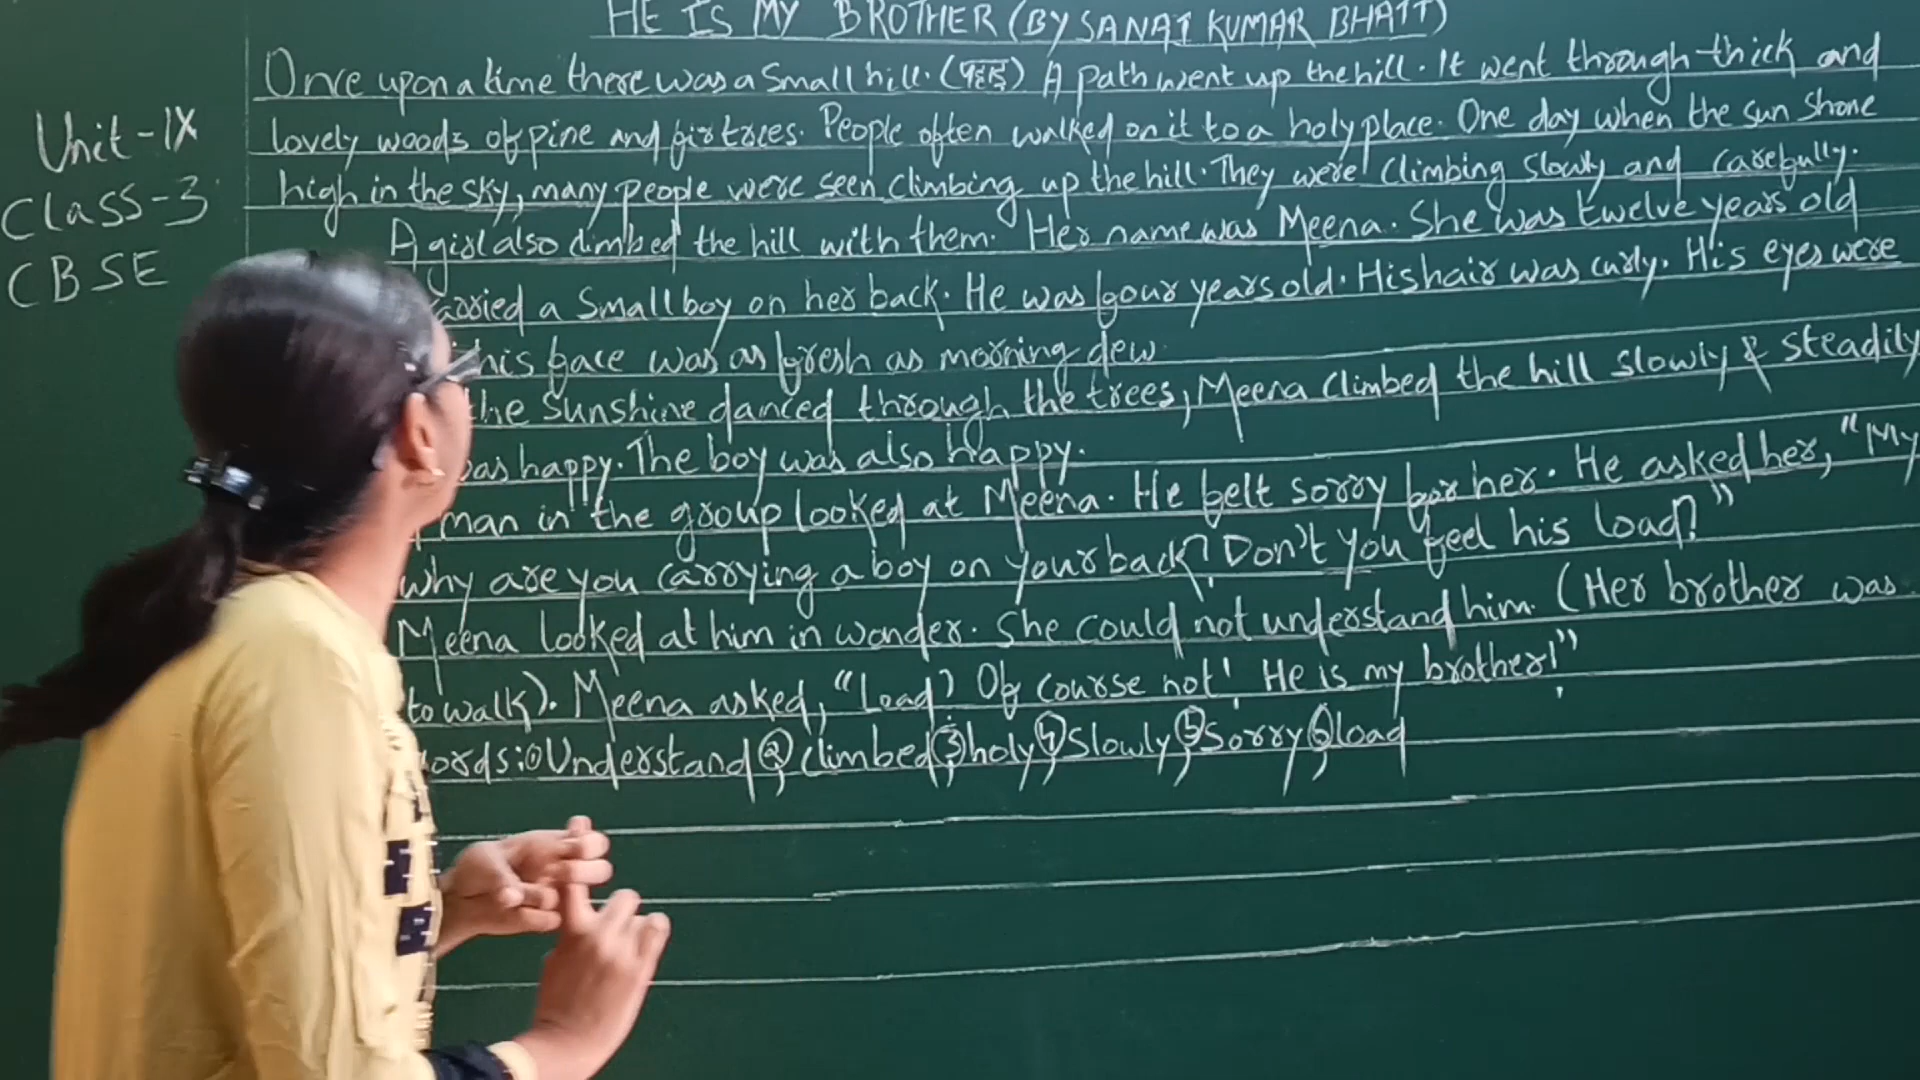 HE IS MY BROTHER (BY SANAT KUMAR BHATT)
Unit-IX
Class-3
CBSE
Once upon a time there was a small hill. (पहाड़) A path went up the hill. It went through thick and
lovely woods of pine and fir trees. People often walked on it to a holy place. One day when the sun shone
high in the sky, many people were seen climbing up the hill. They were climbing slowly and carefully.
A girl also climbed the hill with them. Her name was Meena. She was twelve years old
carried a small boy on her back. He was four years old. His hair was curly. His eyes were
his face was as fresh as morning dew.
the sunshine danced through the trees, Meena climbed the hill slowly & steadily
was happy. The boy was also happy.
man in the group looked at Meena. He felt sorry for her. He asked her, "My
why are you carrying a boy on your back? Don't you feel his load?"
Meena looked at him in wonder. She could not understand him. (Her brother was
to walk). Meena asked, "Load? Of course not! He is my brother!"
words: ① Understand, ② climbed, ③ holy, ④ Slowly, ⑤ Sorry, ⑥ load